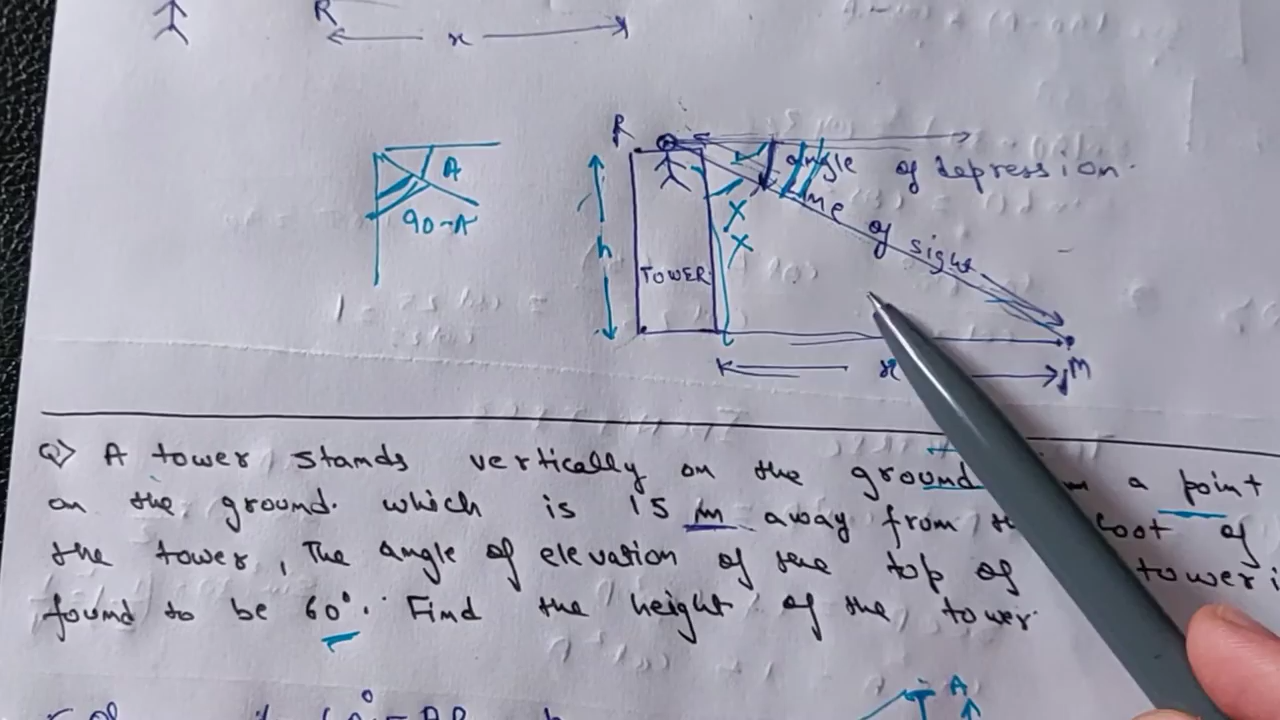 R
x
R
angle of depression.
A
90-A
X
X
line of sight
h
TOWER
x
M
Q> A tower stands vertically on the ground a point
on the ground. which is 15 m away from foot of
the tower, The angle of elevation of the top of tower
found to be 60°. Find the height of the tower
A